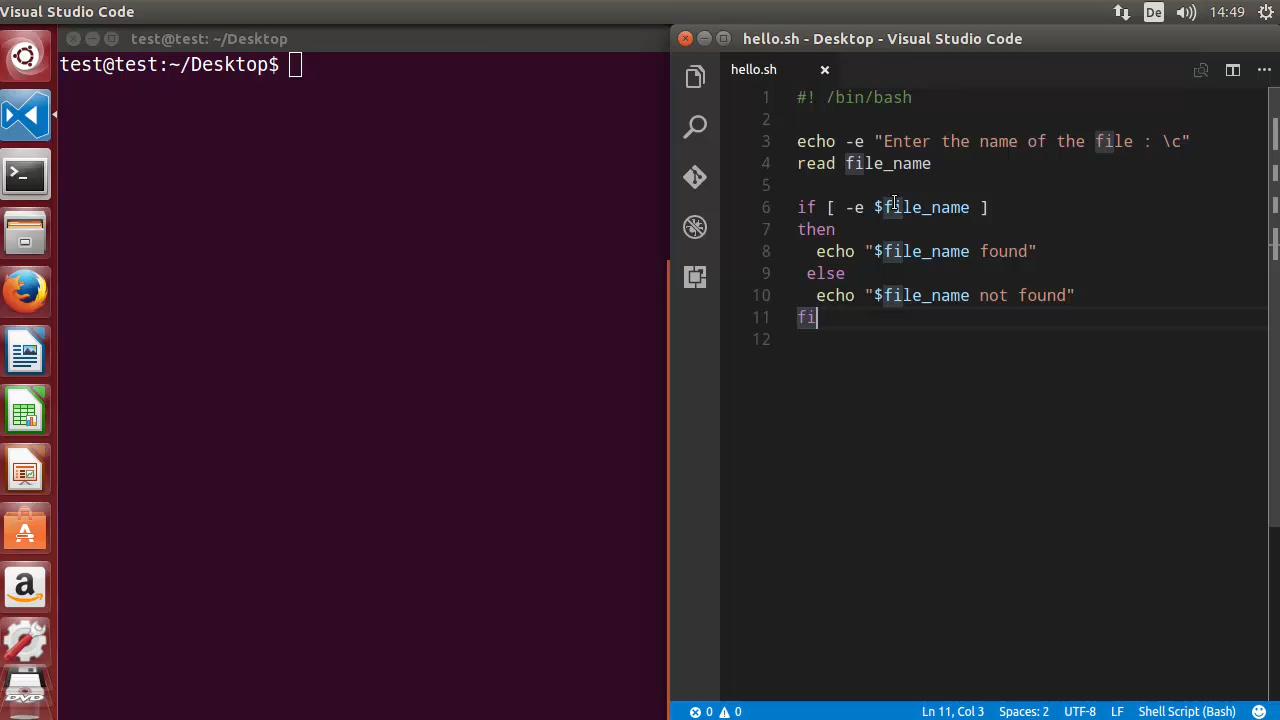 Visual Studio Code
De
14:49
test@test: ~/Desktop
test@test:~/Desktop$
hello.sh - Desktop - Visual Studio Code
hello.sh
1 #! /bin/bash
2
3 echo -e "Enter the name of the file : \c"
4 read file_name
5
6 if [ -e $file_name ]
7 then
8 echo "$file_name found"
9 else
10 echo "$file_name not found"
11 fi
12
0 0
Ln 11, Col 3 Spaces: 2 UTF-8 LF Shell Script (Bash)
DVD